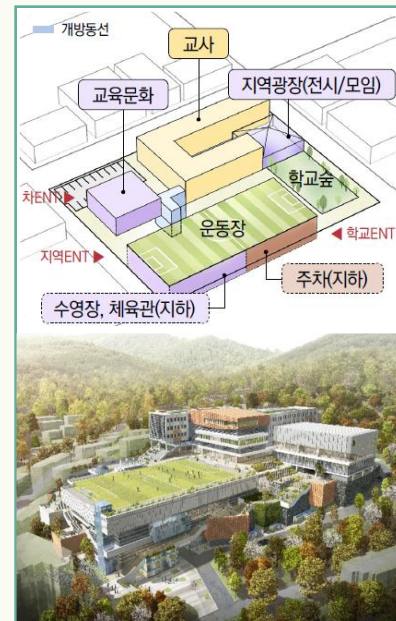 개방동선
교사
교육문화
지역광장(전시/모임)
학교숲
차ENT
운동장
학교ENT
지역ENT
주차(지하)
수영장, 체육관(지하)